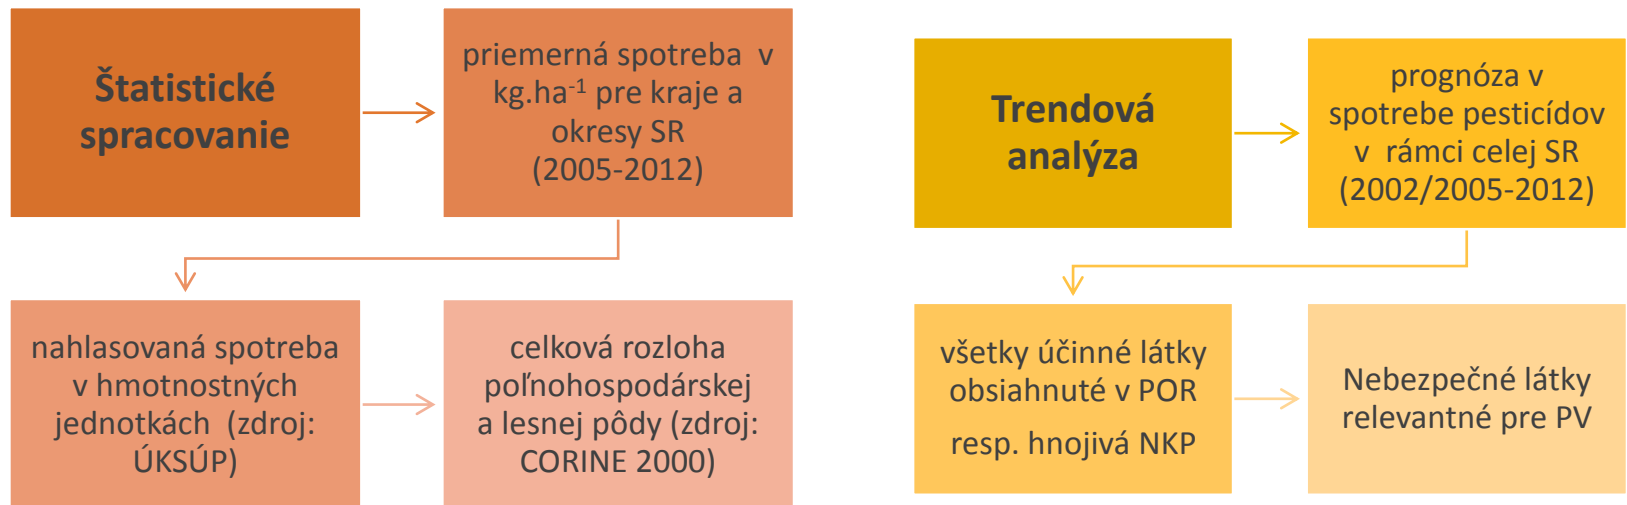 Štatistické
spracovanie
priemerná spotreba v
kg.ha⁻¹ pre kraje a
okresy SR
(2005-2012)
nahlasovaná spotreba
v hmotnostných
jednotkách (zdroj:
ÚKSÚP)
celková rozloha
poľnohospodárskej
a lesnej pôdy (zdroj:
CORINE 2000)
Trendová
analýza
prognóza v
spotrebe pesticídov
v rámci celej SR
(2002/2005-2012)
všetky účinné látky
obsiahnuté v POR
resp. hnojivá NKP
Nebezpečné látky
relevantné pre PV